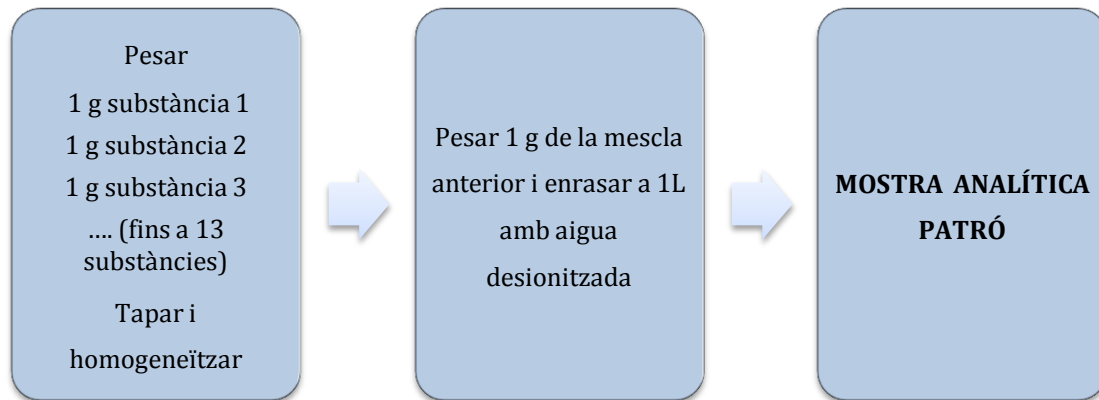 Pesar
1 g substància 1
1 g substància 2
1 g substància 3
.... (fins a 13
substàncies)
Tapar i
homogeneïtzar
Pesar 1 g de la mescla
anterior i enrasar a 1L
amb aigua
desionitzada
MOSTRA ANALÍTICA
PATRÓ